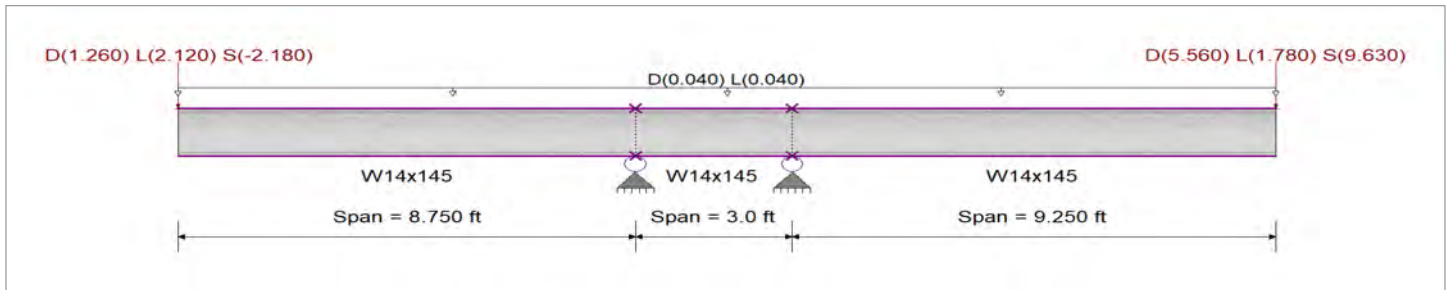 D(1.260) L(2.120) S(-2.180)
D(5.560) L(1.780) S(9.630)
D(0.040) L(0.040)
W14x145
W14x145
W14x145
Span = 8.750 ft
Span = 3.0 ft
Span = 9.250 ft